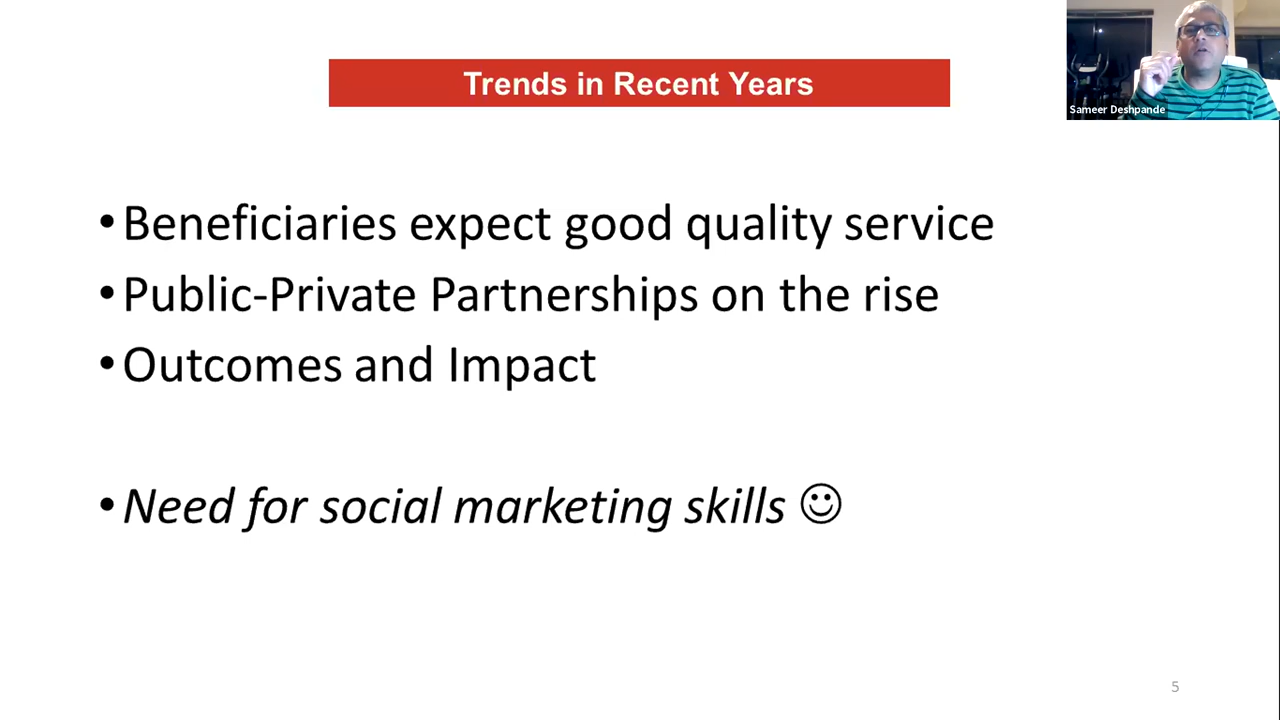 Trends in Recent Years
Sameer Deshpande
•Beneficiaries expect good quality service
•Public-Private Partnerships on the rise
•Outcomes and Impact
•Need for social marketing skills ☺
5